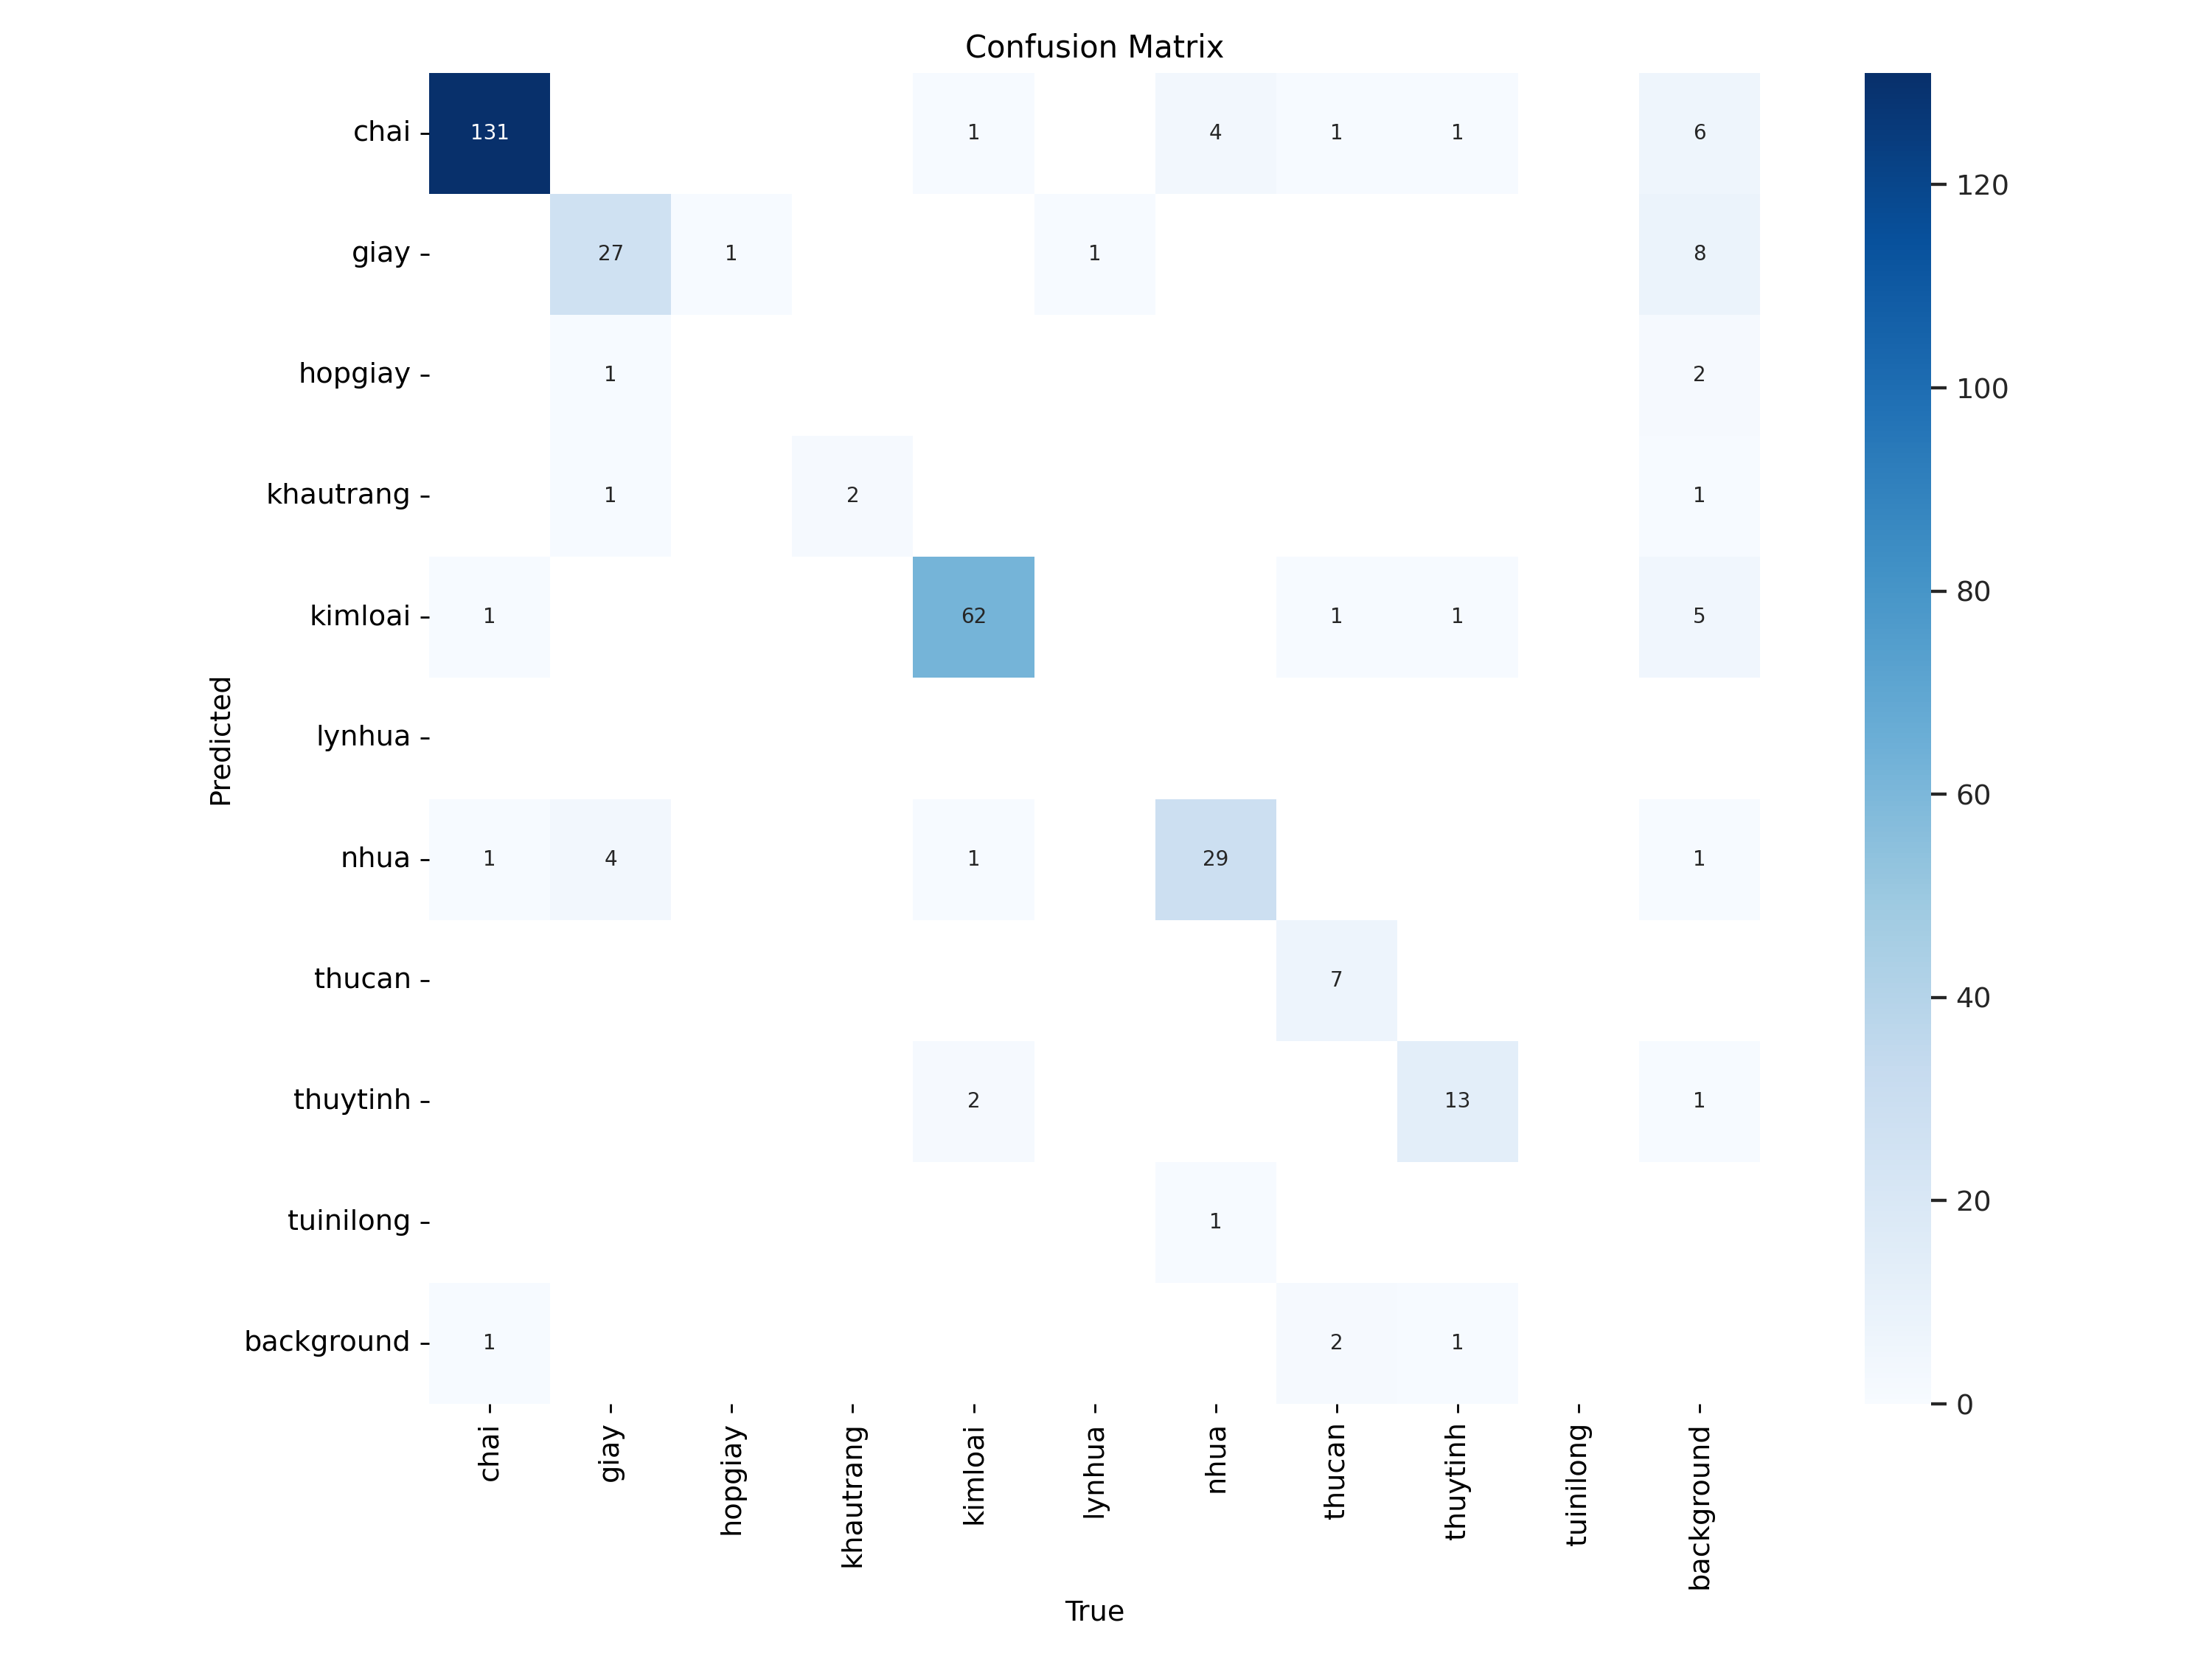 Confusion Matrix
chai 131 1 4 1 1 6
giay 27 1 1 8
hopgiay 1 2
khautrang 1 2 1
kimloai 1 62 1 1 5
lynhua
nhua 1 4 1 29 1
thucan 7
thuytinh 2 13 1
tuinilong 1
background 1 2 1
Predicted
chai giay hopgiay khautrang kimloai lynhua nhua thucan thuytinh tuinilong background
True
120
100
80
60
40
20
0